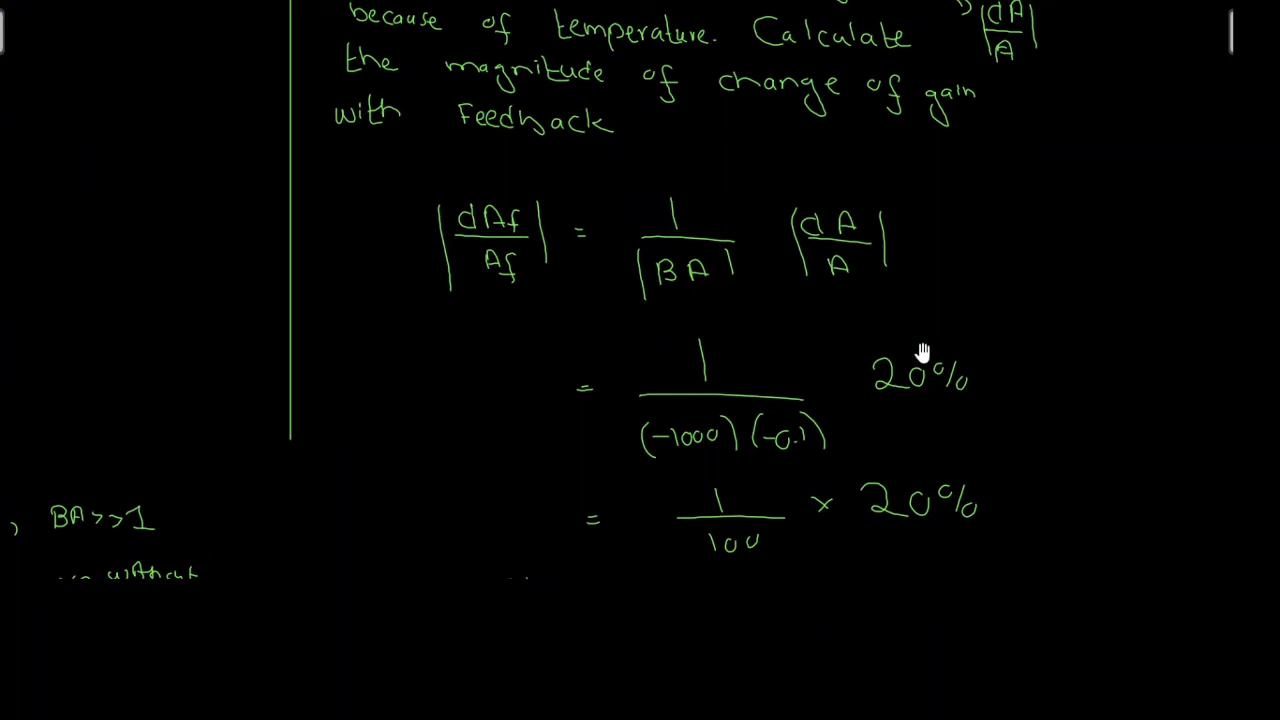 because of temperature. Calculate |dA/A|
the magnitude of change of gain
with Feedback
|dAf/Af| = 1/|BA| |dA/A|
= 1/(-1000)(-0.1) 20%
= 1/100 × 20%
, BA>>1
without